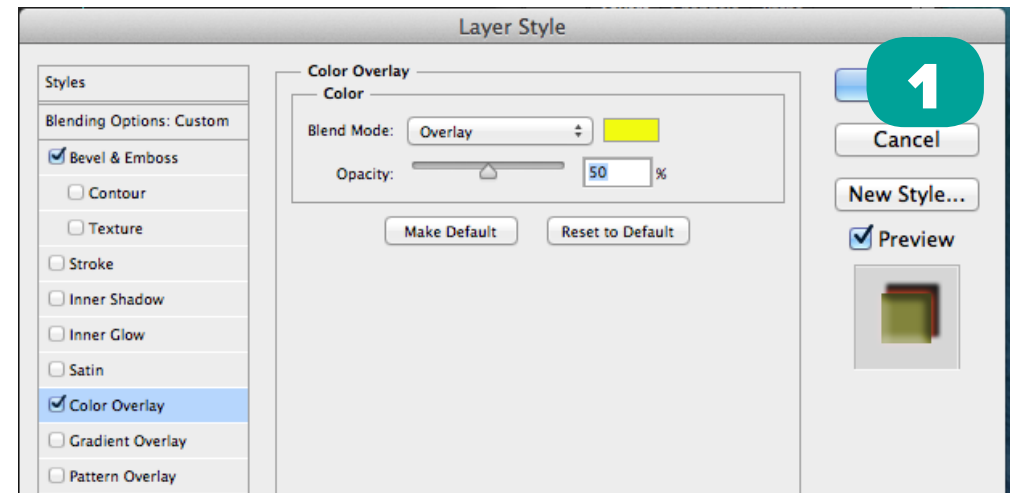 Layer Style
Styles
Blending Options: Custom
Bevel & Emboss
Contour
Texture
Stroke
Inner Shadow
Inner Glow
Satin
Color Overlay
Gradient Overlay
Pattern Overlay
Color Overlay
Color
Blend Mode: Overlay
Opacity: 50 %
Make Default Reset to Default
1
Cancel
New Style...
Preview